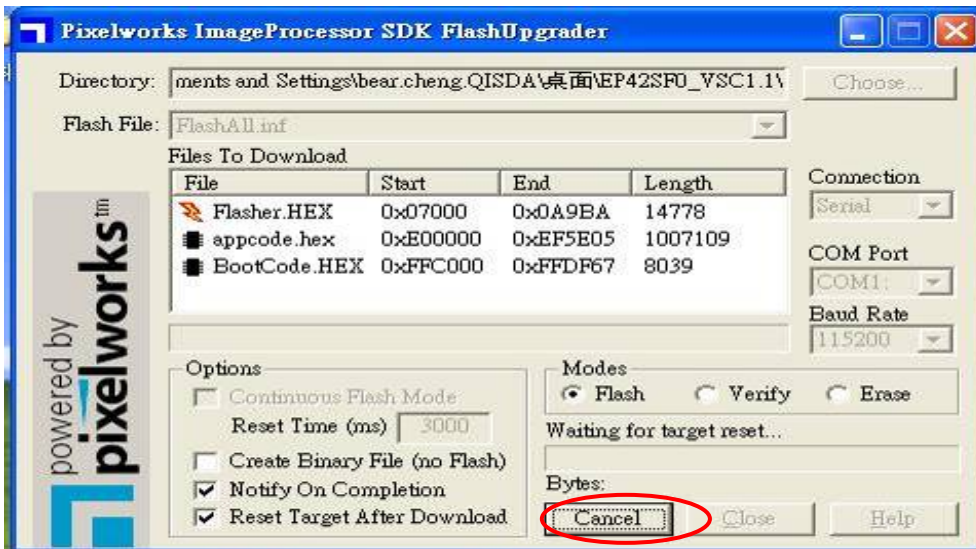 Pixelworks ImageProcessor SDK FlashUpgrader
Directory: ments and Settings\bear.cheng.QISDA\桌面\EP42SF0_VSC1.1\ Choose...
Flash File: FlashAll.inf
Files To Download
File Start End Length
Flasher.HEX 0x07000 0x0A9BA 14778
appcode.hex 0xE00000 0xEF5E05 1007109
BootCode.HEX 0xFFC000 0xFFDF67 8039
Connection
Serial
COM Port
COM1:
Baud Rate
115200
powered by
pixelworks tm
Options
Continuous Flash Mode
Reset Time (ms) 3000
Create Binary File (no Flash)
Notify On Completion
Reset Target After Download
Modes
Flash Verify Erase
Waiting for target reset...
Bytes:
Cancel Close Help